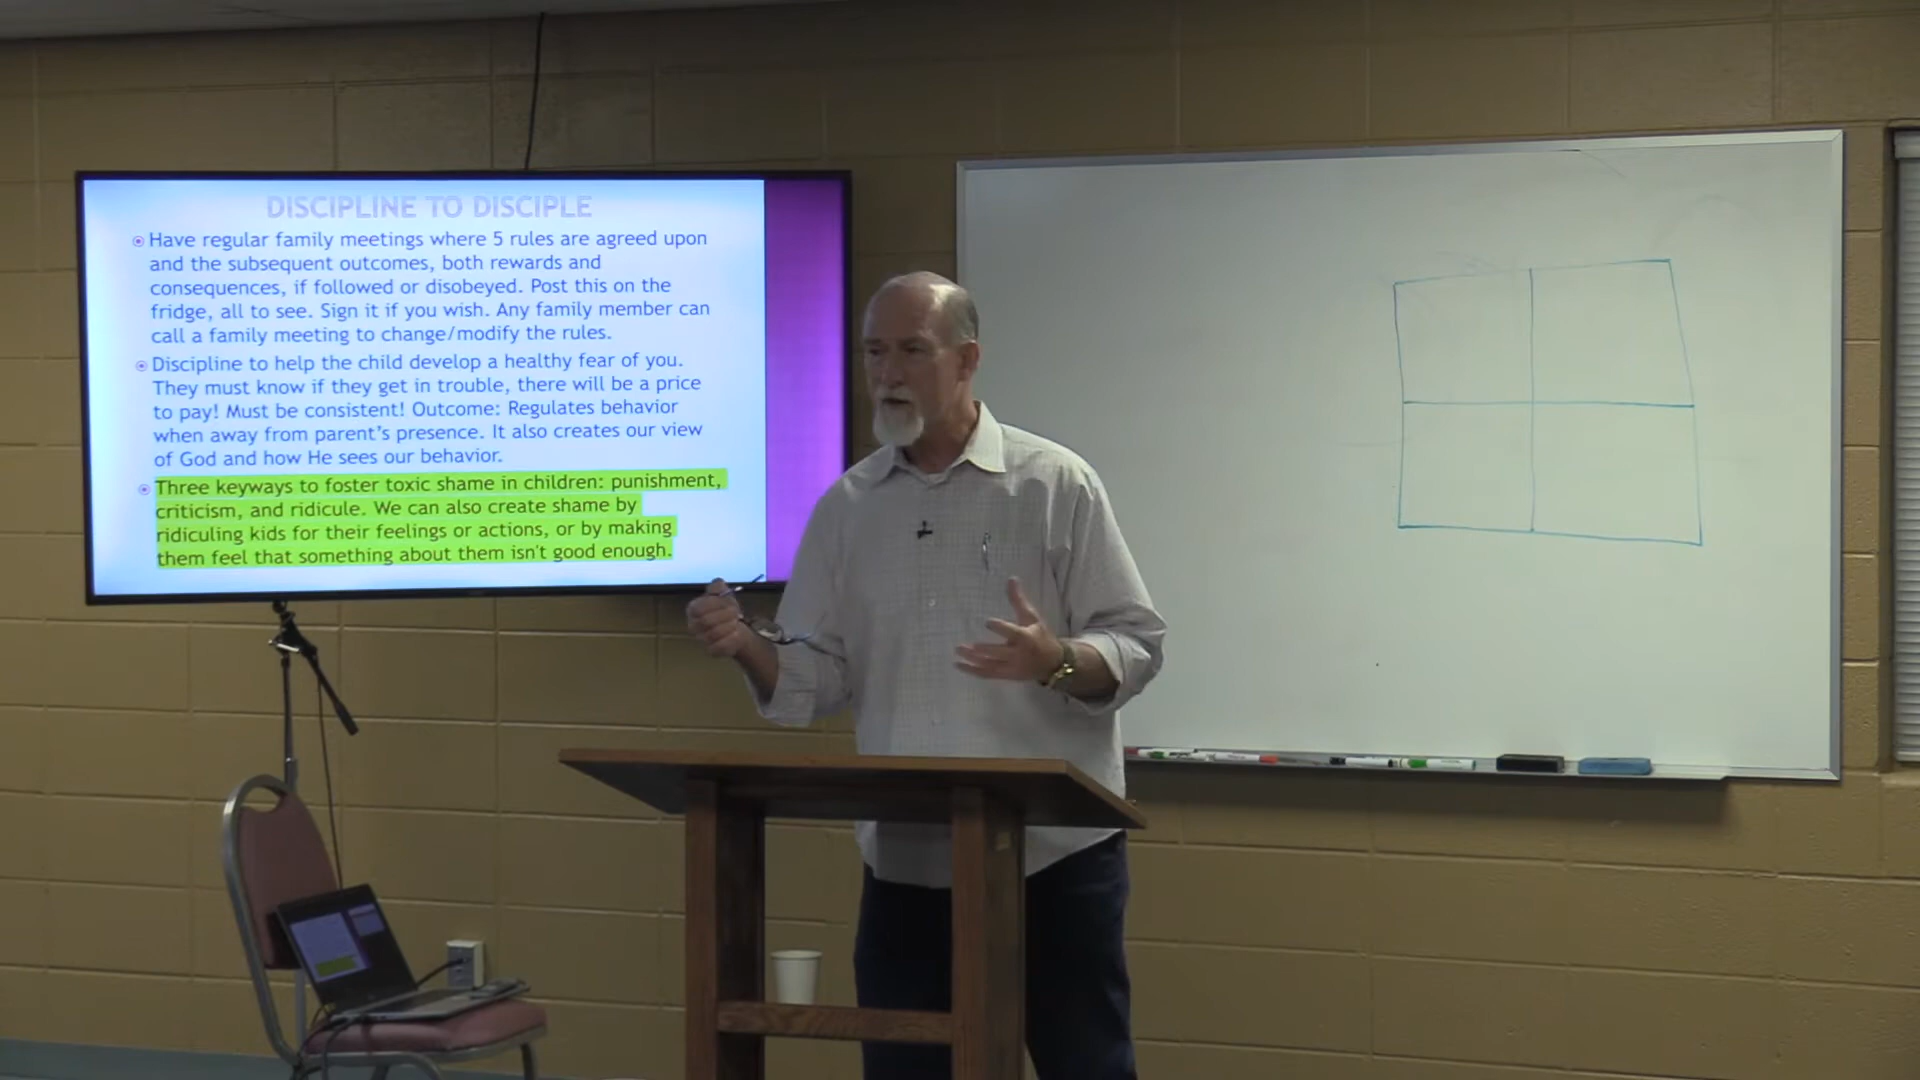 DISCIPLINE TO DISCIPLE
Have regular family meetings where 5 rules are agreed upon
and the subsequent outcomes, both rewards and
consequences, if followed or disobeyed. Post this on the
fridge, all to see. Sign it if you wish. Any family member can
call a family meeting to change/modify the rules.
Discipline to help the child develop a healthy fear of you.
They must know if they get in trouble, there will be a price
to pay! Must be consistent! Outcome: Regulates behavior
when away from parent's presence. It also creates our view
of God and how He sees our behavior.
Three keyways to foster toxic shame in children: punishment,
criticism, and ridicule. We can also create shame by
ridiculing kids for their feelings or actions, or by making
them feel that something about them isn't good enough.